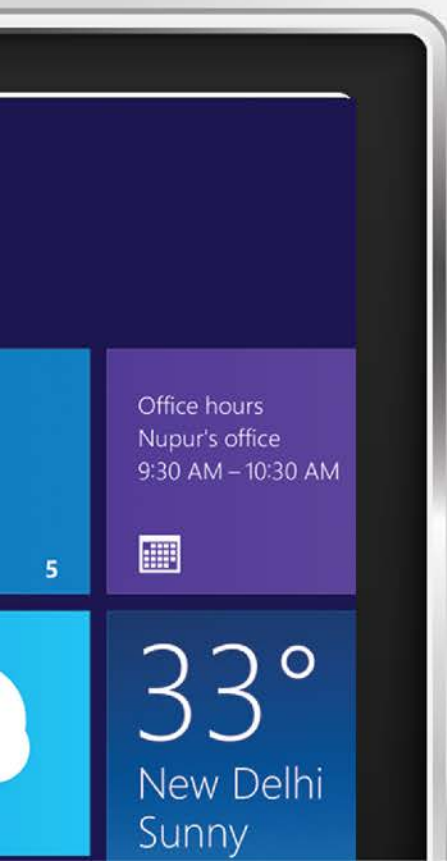 Office hours
Nupur's office
9:30 AM – 10:30 AM
5
33°
New Delhi
Sunny